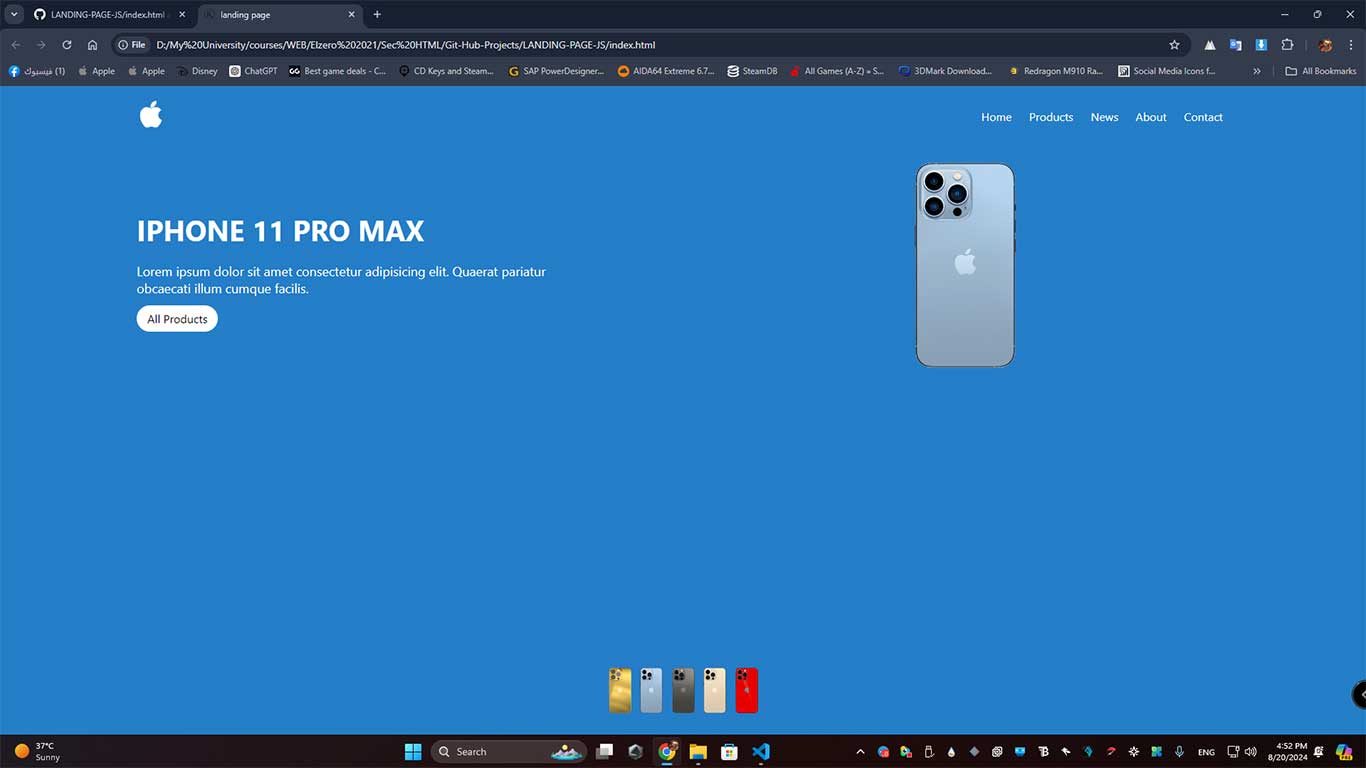 LANDING-PAGE-JS/index.html
landing page
File
D:/My%20University/courses/WEB/Elzero%202021/Sec%20HTML/Git-Hub-Projects/LANDING-PAGE-JS/index.html
(1) فيسبوك
Apple
Apple
Disney
ChatGPT
Best game deals - C...
CD Keys and Steam...
SAP PowerDesigner...
AIDA64 Extreme 6.7...
SteamDB
All Games (A-Z) » S...
3DMark Download...
Redragon M910 Ra...
Social Media Icons f...
»
All Bookmarks
Home
Products
News
About
Contact
IPHONE 11 PRO MAX
Lorem ipsum dolor sit amet consectetur adipisicing elit. Quaerat pariatur
obcaecati illum cumque facilis.
All Products
37°C
Sunny
Search
ENG
4:52 PM
8/20/2024